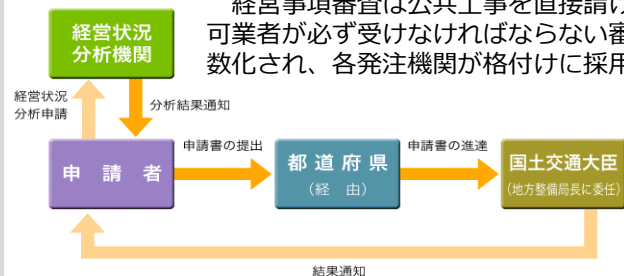 経営事項審査は公共工事を直接請け
可業者が必ず受けなければならない審
数化され、各発注機関が格付けに採用
経営状況
分析機関
経営状況
分析申請
分析結果通知
申請者
申請書の提出
都道府県
（経　由）
申請書の進達
国土交通大臣
（地方整備局長に委任）
結果通知